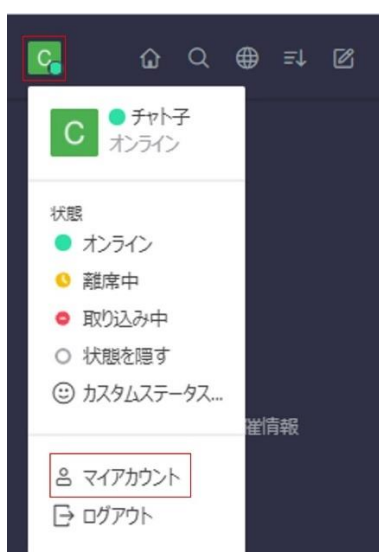 C
C
チャト子
オンライン
状態
オンライン
離席中
取り込み中
状態を隠す
カスタムステータス...
催情報
マイアカウント
ログアウト